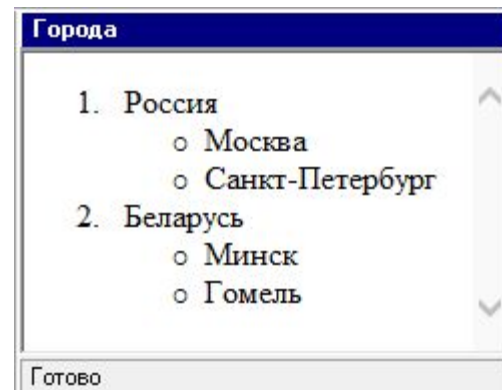 Города
1. Россия
○ Москва
○ Санкт-Петербург
2. Беларусь
○ Минск
○ Гомель
Готово